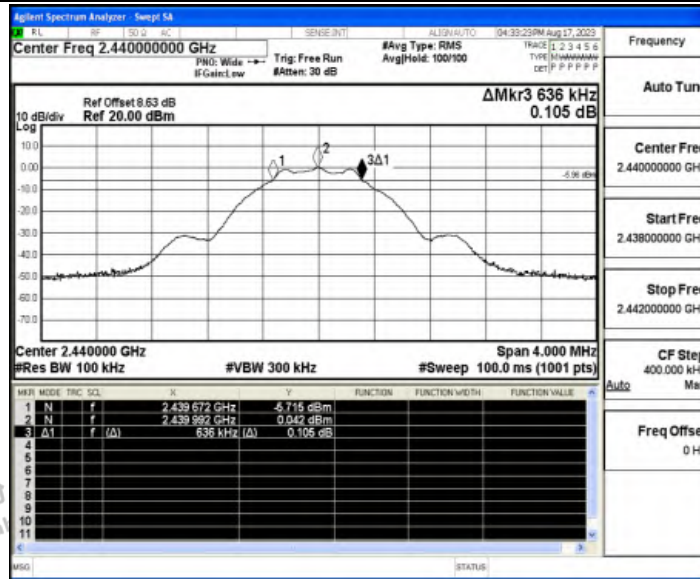 Agilent Spectrum Analyzer - Swept SA
RL RF 50 Ω AC SENSE:INT ALIGN AUTO 04:33:23PM Aug 17, 2023
Center Freq 2.440000000 GHz
PNO: Wide
IFGain:Low
Trig: Free Run
#Atten: 30 dB
#Avg Type: RMS
Avg|Hold: 100/100
TRACE 1 2 3 4 5 6
TYPE
DET P P P P P P
Ref Offset 8.63 dB
10 dB/div Ref 20.00 dBm
Log
ΔMkr3 636 kHz
0.105 dB
10.0
0.00
-10.0
-20.0
-30.0
-40.0
-50.0
-60.0
-70.0
1
2
3Δ1
-5.96 dBm
Center 2.440000 GHz Span 4.000 MHz
#Res BW 100 kHz #VBW 300 kHz #Sweep 100.0 ms (1001 pts)
MKR MODE TRC SCL X Y FUNCTION FUNCTION WIDTH FUNCTION VALUE
1 N f 2.439 672 GHz -5.715 dBm
2 N f 2.439 992 GHz 0.042 dBm
3 Δ1 f (Δ) 636 kHz (Δ) 0.105 dB
4
5
6
7
8
9
10
11
MSG STATUS
Frequency
Auto Tun
Center Fre
2.440000000 GH
Start Fre
2.438000000 GH
Stop Fre
2.442000000 GH
CF Step
400.000 kH
Auto Ma
Freq Offse
0 H